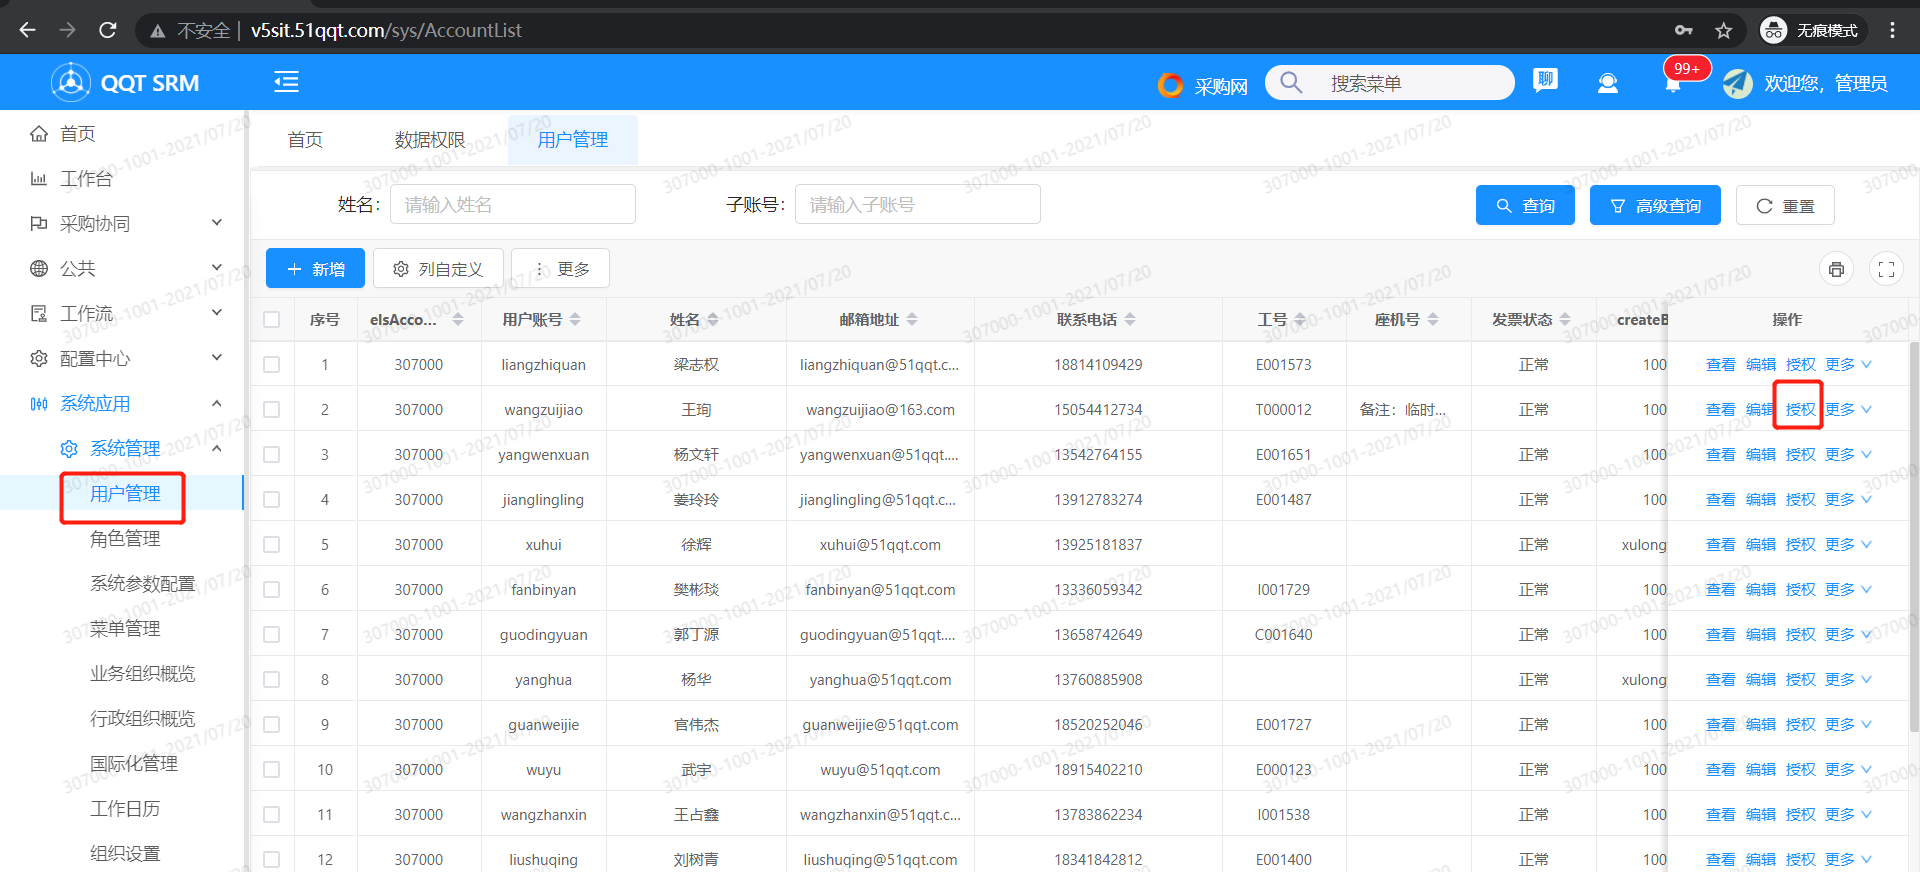 不安全 | v5sit.51qqt.com/sys/AccountList 无痕模式
QQT SRM 采购网 搜索菜单 聊 99+ 欢迎您，管理员
首页
工作台
采购协同
公共
工作流
配置中心
系统应用
系统管理
用户管理
角色管理
系统参数配置
菜单管理
业务组织概览
行政组织概览
国际化管理
工作日历
组织设置
首页 数据权限 用户管理
姓名： 请输入姓名 子账号： 请输入子账号 查询 高级查询 重置
新增 列自定义 更多
序号 elsAcco... 用户账号 姓名 邮箱地址 联系电话 工号 座机号 发票状态 createB 操作
1 307000 liangzhiquan 梁志权 liangzhiquan@51qqt.c... 18814109429 E001573 正常 100 查看 编辑 授权 更多
2 307000 wangzuijiao 王珣 wangzuijiao@163.com 15054412734 T000012 备注：临时... 正常 100 查看 编辑 授权 更多
3 307000 yangwenxuan 杨文轩 yangwenxuan@51qqt.... 13542764155 E001651 正常 100 查看 编辑 授权 更多
4 307000 jianglingling 姜玲玲 jianglingling@51qqt.c... 13912783274 E001487 正常 100 查看 编辑 授权 更多
5 307000 xuhui 徐辉 xuhui@51qqt.com 13925181837 正常 xulong 查看 编辑 授权 更多
6 307000 fanbinyan 樊彬琰 fanbinyan@51qqt.com 13336059342 I001729 正常 100 查看 编辑 授权 更多
7 307000 guodingyuan 郭丁源 guodingyuan@51qqt.... 13658742649 C001640 正常 100 查看 编辑 授权 更多
8 307000 yanghua 杨华 yanghua@51qqt.com 13760885908 正常 xulong 查看 编辑 授权 更多
9 307000 guanweijie 官伟杰 guanweijie@51qqt.com 18520252046 E001727 正常 100 查看 编辑 授权 更多
10 307000 wuyu 武宇 wuyu@51qqt.com 18915402210 E000123 正常 100 查看 编辑 授权 更多
11 307000 wangzhanxin 王占鑫 wangzhanxin@51qqt.c... 13783862234 I001538 正常 100 查看 编辑 授权 更多
12 307000 liushuqing 刘树青 liushuqing@51qqt.com 18341842812 E001400 正常 100 查看 编辑 授权 更多
307000-1001-2021/07/20